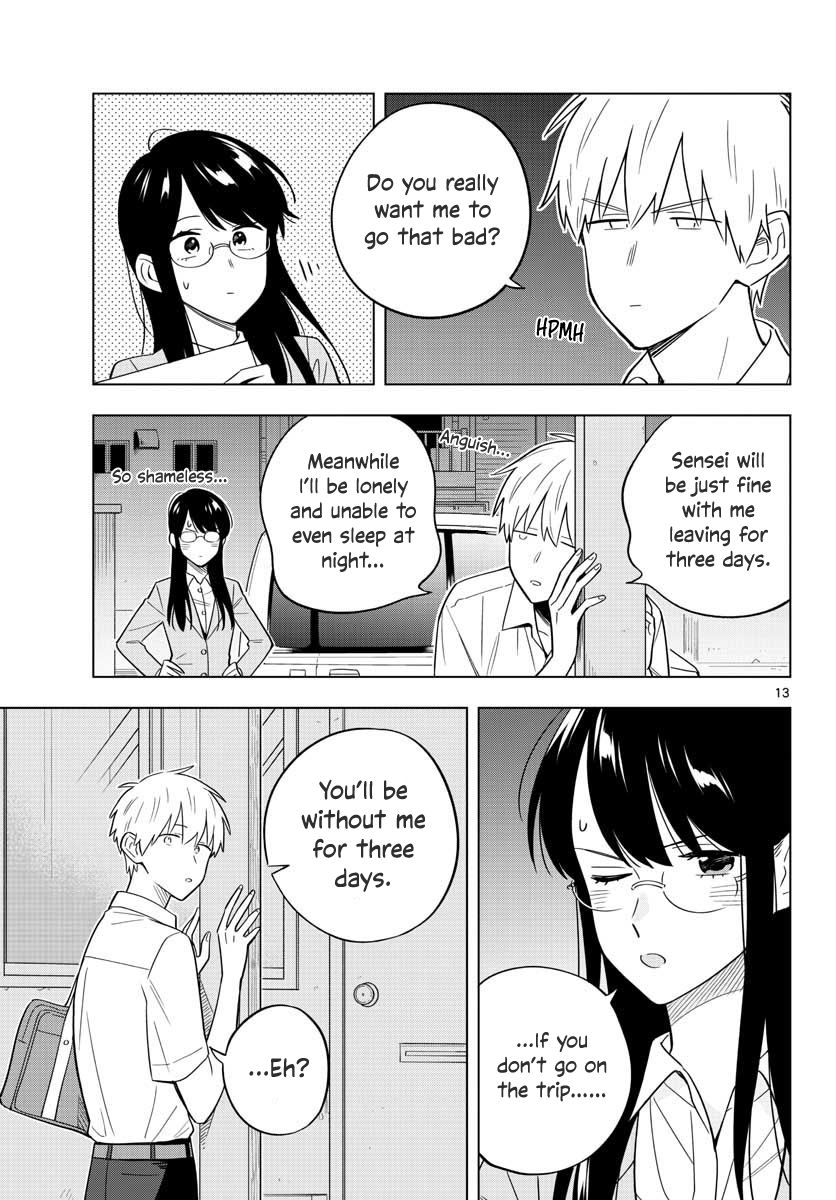 Do you really
want me to
go that bad?
HPMH
Sensei will
be just fine
with me
leaving for
three days.
Anguish...
Meanwhile
I'll be lonely
and unable to
even sleep at
night...
So shameless...
13
...If you
don't go on
the trip......
You'll be
without me
for three
days.
...Eh?